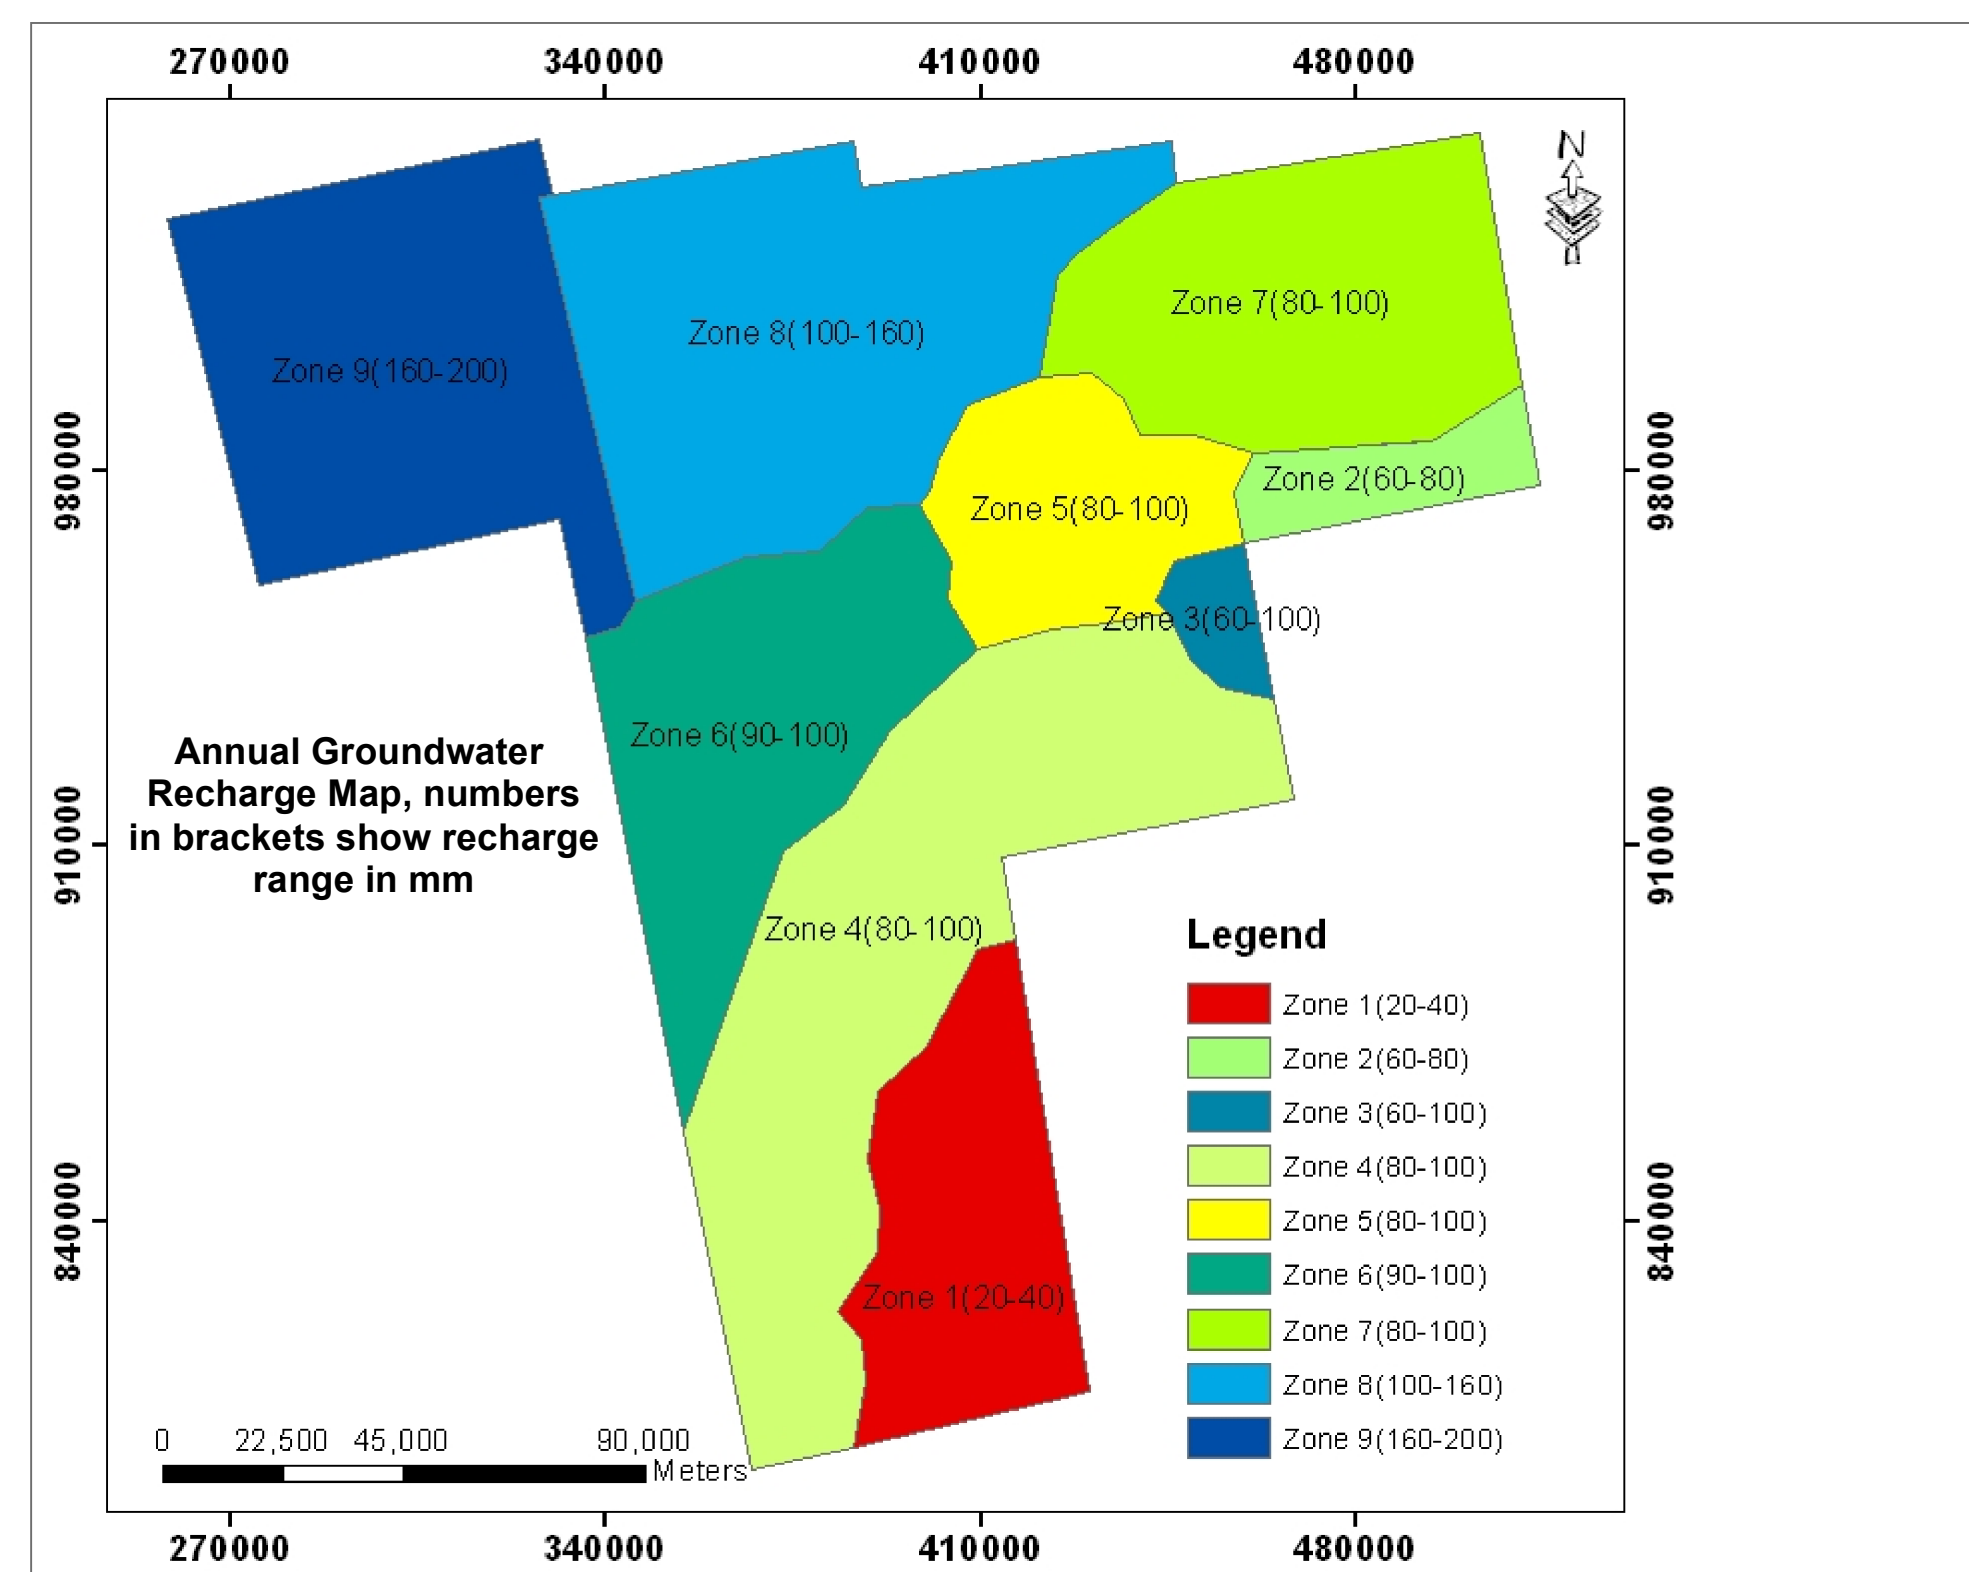 270000 340000 410000 480000
N
Zone 7(80-100)
Zone 8(100-160)
Zone 9(160-200)
980000
980000
Zone 2(60-80)
Zone 5(80-100)
Zone 3(60-100)
Zone 6(90-100)
Annual Groundwater
Recharge Map, numbers
in brackets show recharge
range in mm
910000
910000
Zone 4(80-100)
Legend
Zone 1(20-40)
Zone 2(60-80)
Zone 3(60-100)
Zone 4(80-100)
Zone 5(80-100)
Zone 6(90-100)
Zone 7(80-100)
Zone 8(100-160)
Zone 9(160-200)
840000
840000
Zone 1(20-40)
0 22,500 45,000 90,000
Meters
270000 340000 410000 480000